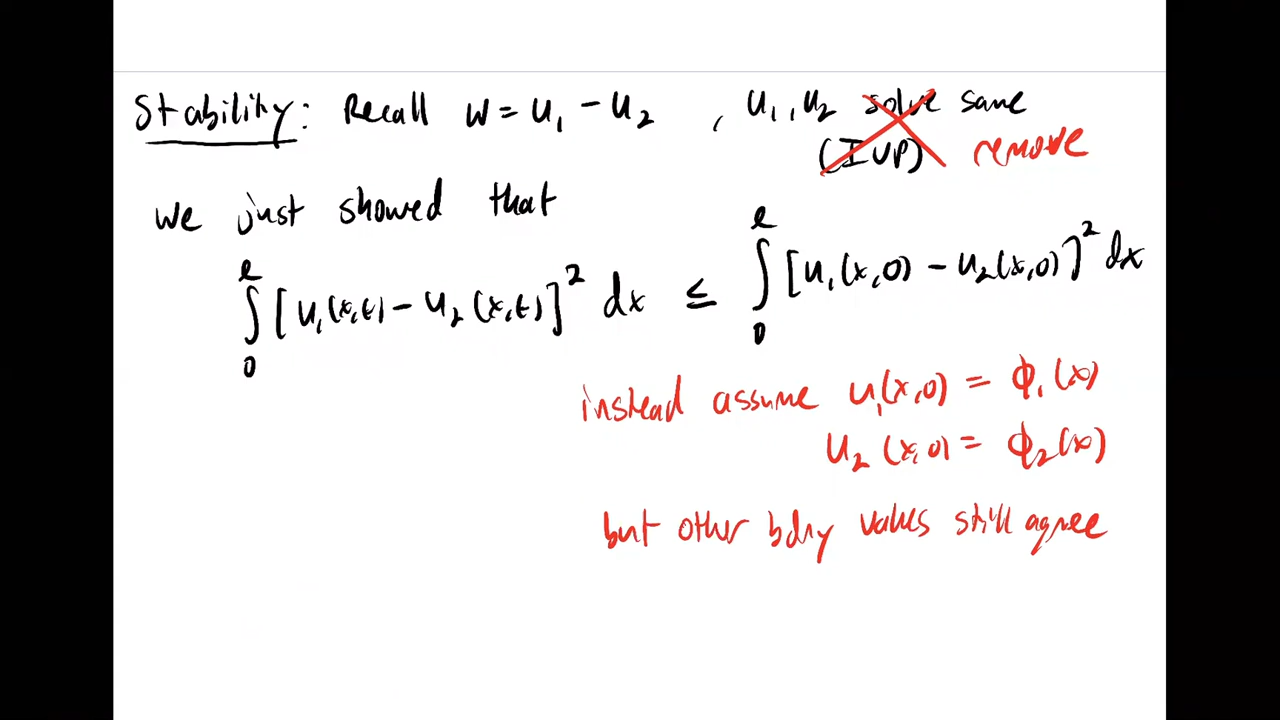 Stability: Recall w = u₁ − u₂ , u₁, u₂ solve same
(IVP) remove
We just showed that
∫₀ˡ [u₁(x,t) − u₂(x,t)]² dx ≤ ∫₀ˡ [u₁(x,0) − u₂(x,0)]² dx
instead assume u₁(x,0) = ϕ₁(x)
u₂(x,0) = ϕ₂(x)
but other bdry values still agree